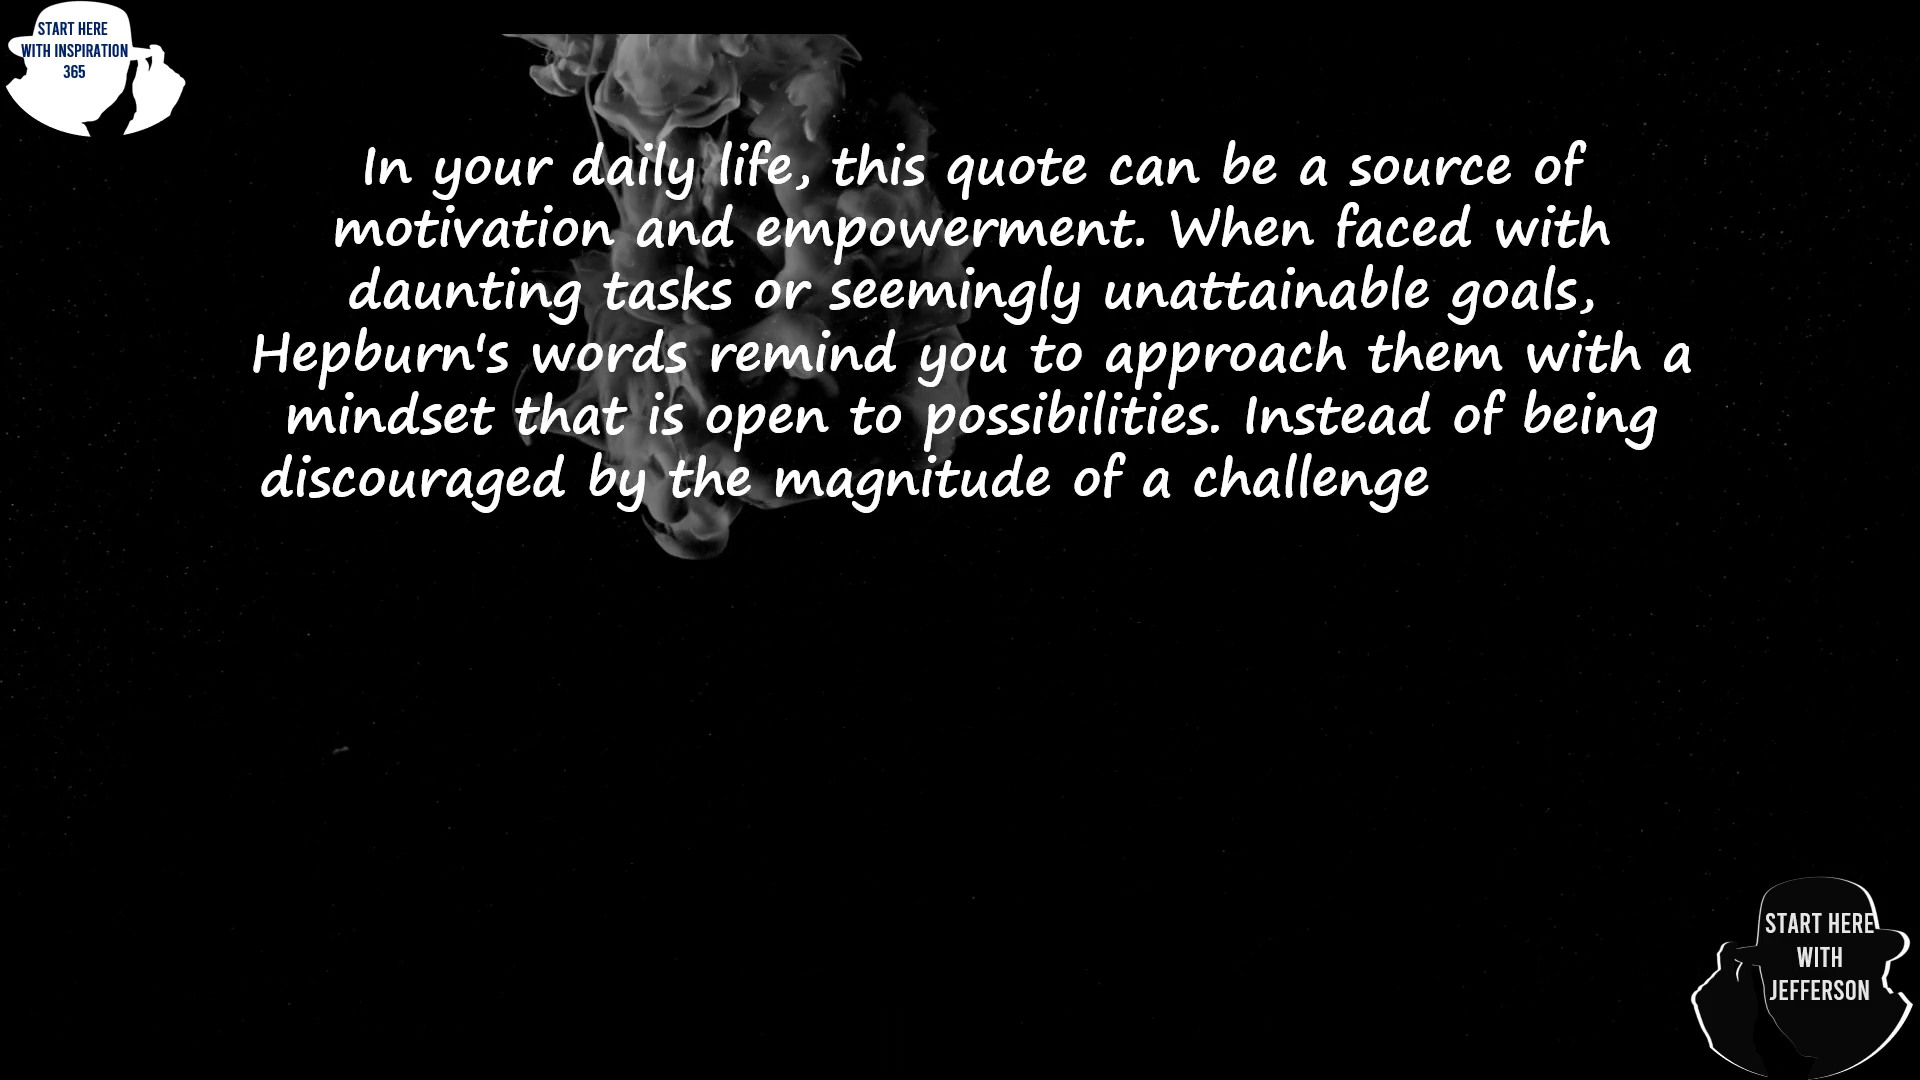 START HERE
WITH INSPIRATION
365
In your daily life, this quote can be a source of
motivation and empowerment. When faced with
daunting tasks or seemingly unattainable goals,
Hepburn's words remind you to approach them with a
mindset that is open to possibilities. Instead of being
discouraged by the magnitude of a challenge
START HERE
WITH
JEFFERSON